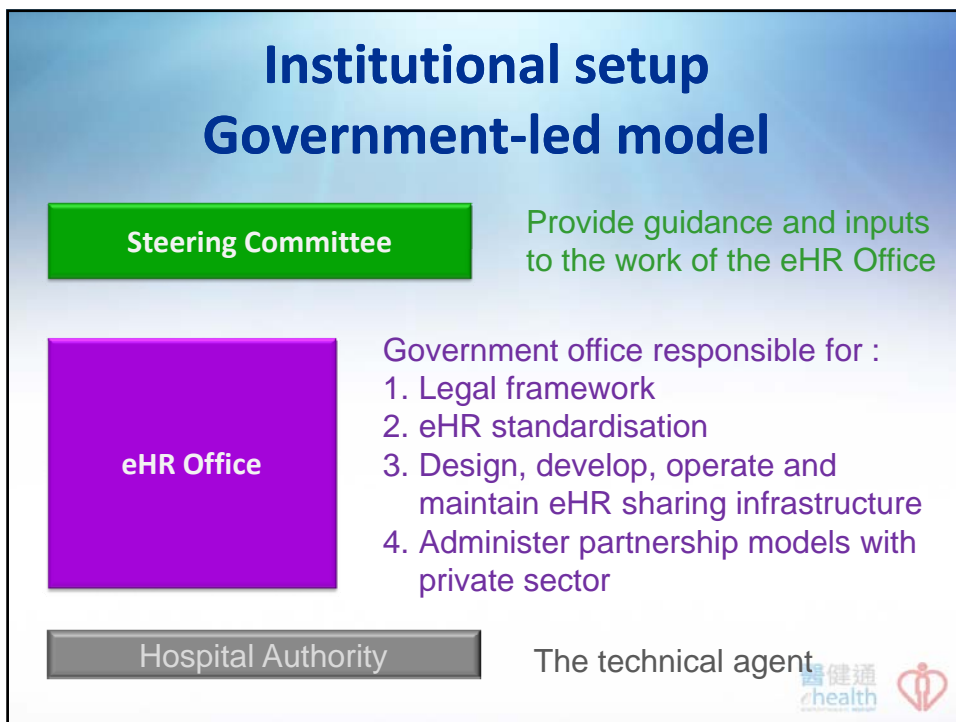 Institutional setup
Government-led model
Steering Committee
Provide guidance and inputs
to the work of the eHR Office
eHR Office
Government office responsible for :
1. Legal framework
2. eHR standardisation
3. Design, develop, operate and
maintain eHR sharing infrastructure
4. Administer partnership models with
private sector
Hospital Authority
The technical agent
醫健通
ehealth